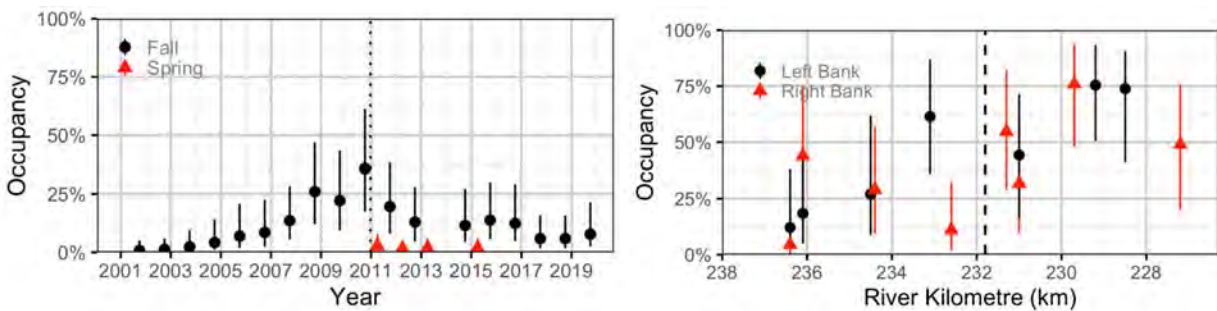 100%
75%
50%
25%
0%
Occupancy
Fall
Spring
2001 2003 2005 2007 2009 2011 2013 2015 2017 2019
Year
100%
75%
50%
25%
0%
Occupancy
Left Bank
Right Bank
238 236 234 232 230 228
River Kilometre (km)